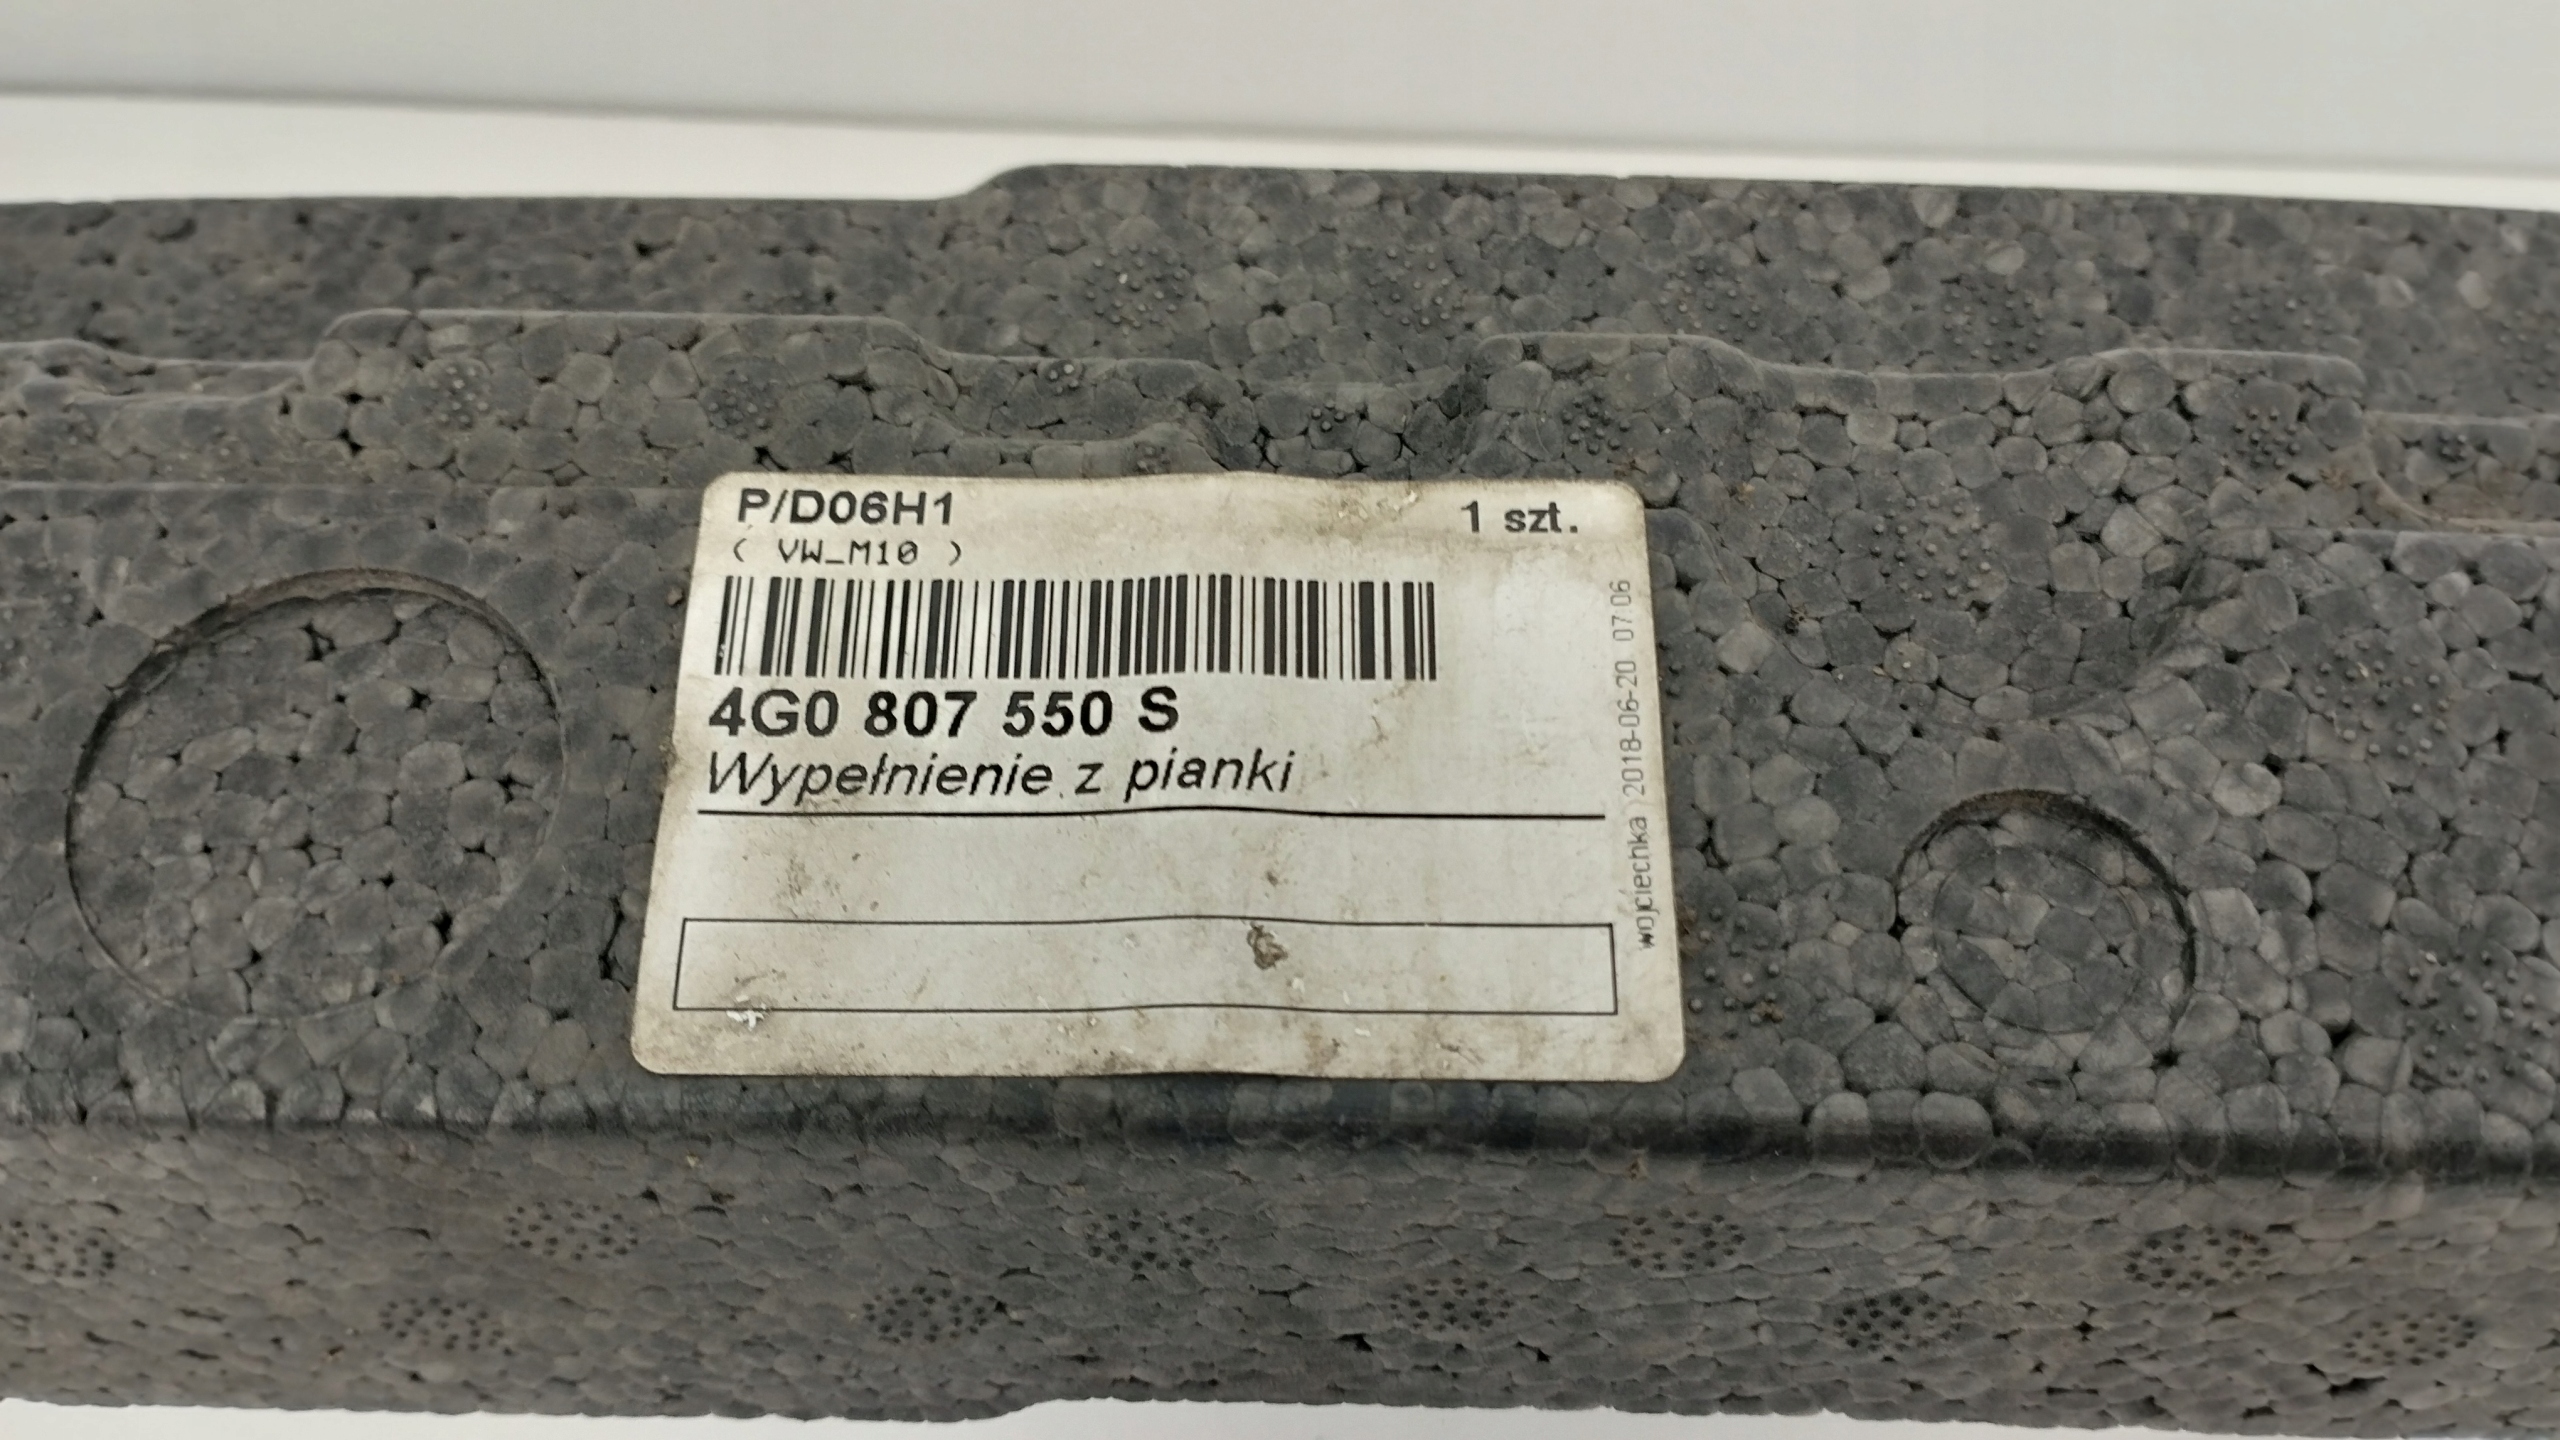 P/D06H1
1 szt.
( VW_M10 )
4G0 807 550 S
Wypełnienie z pianki
wojciechka 2018-06-20 07:06